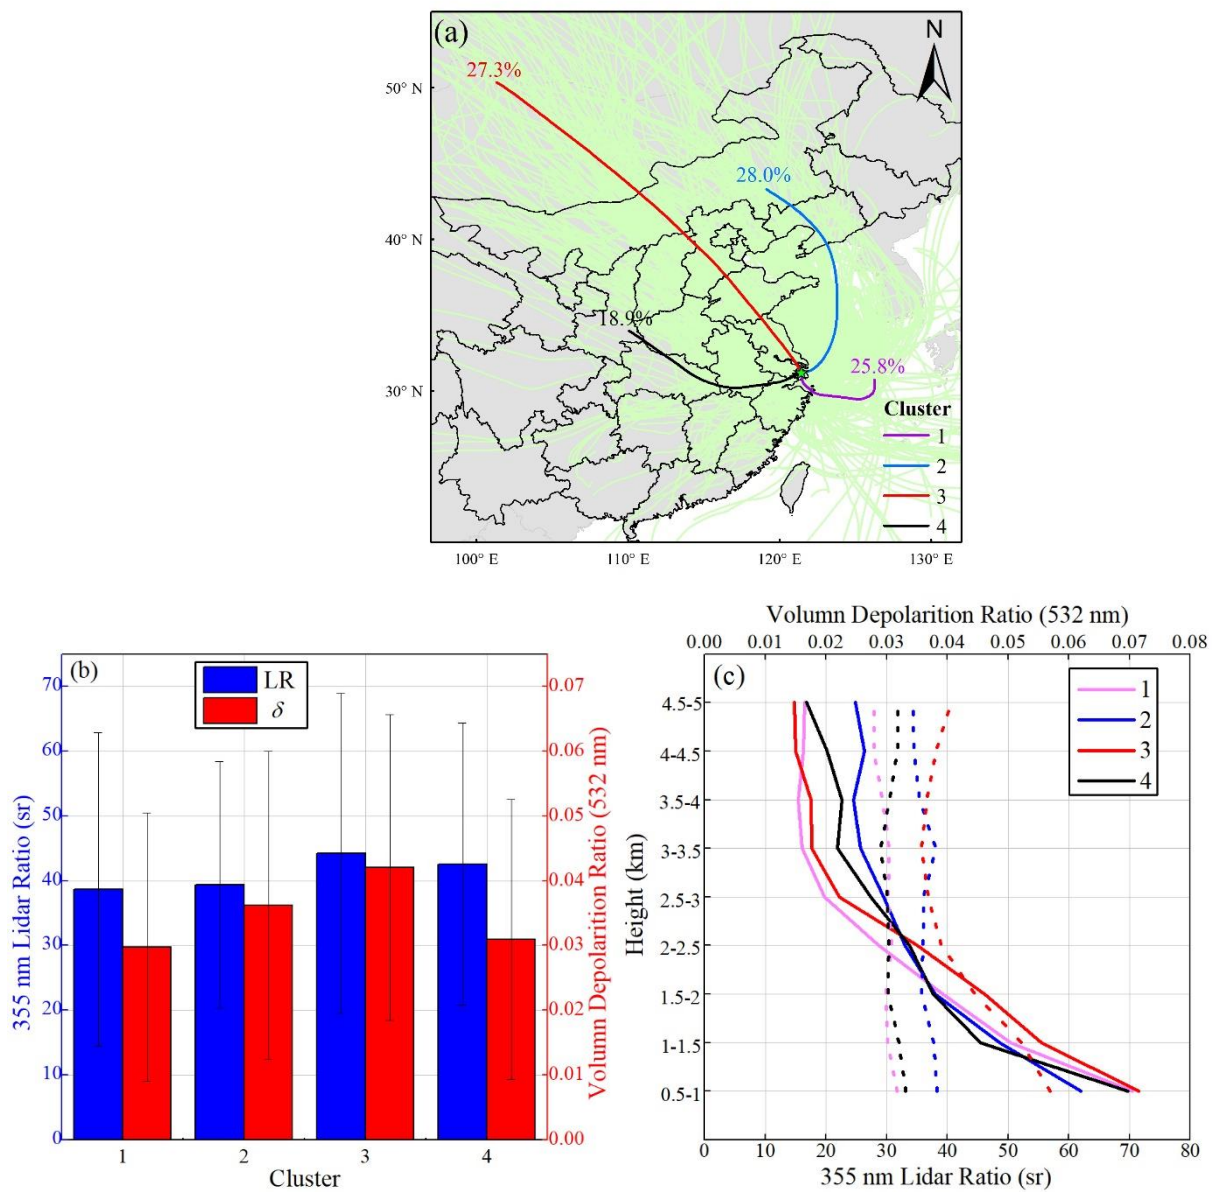 (a)
N
27.3%
50° N
28.0%
40° N
18.9%
25.8%
30° N
Cluster
1
2
3
4
100° E
110° E
120° E
130° E
(b)
LR
δ
70
60
50
40
30
20
10
0
355 nm Lidar Ratio (sr)
0.07
0.06
0.05
0.04
0.03
0.02
0.01
0.00
Volumn Depolarition Ratio (532 nm)
1
2
3
4
Cluster
Volumn Depolarition Ratio (532 nm)
0.00 0.01 0.02 0.03 0.04 0.05 0.06 0.07 0.08
(c)
1
2
3
4
4.5-5
4-4.5
3.5-4
3-3.5
2.5-3
2-2.5
1.5-2
1-1.5
0.5-1
Height (km)
0 10 20 30 40 50 60 70 80
355 nm Lidar Ratio (sr)